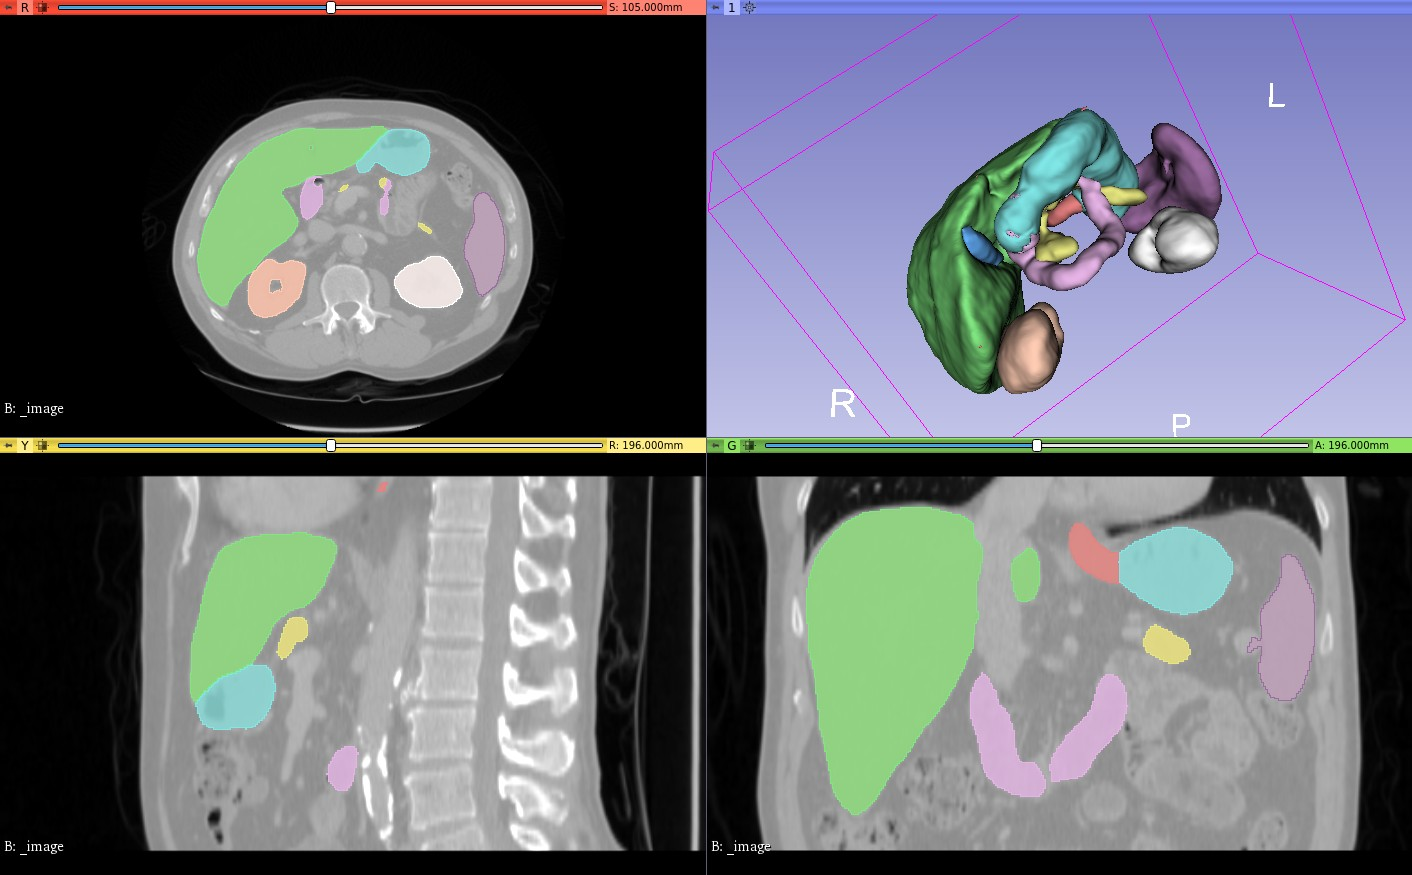 R S: 105.000mm
1
L
R
P
B: _image
Y R: 196.000mm
G A: 196.000mm
B: _image
B: _image